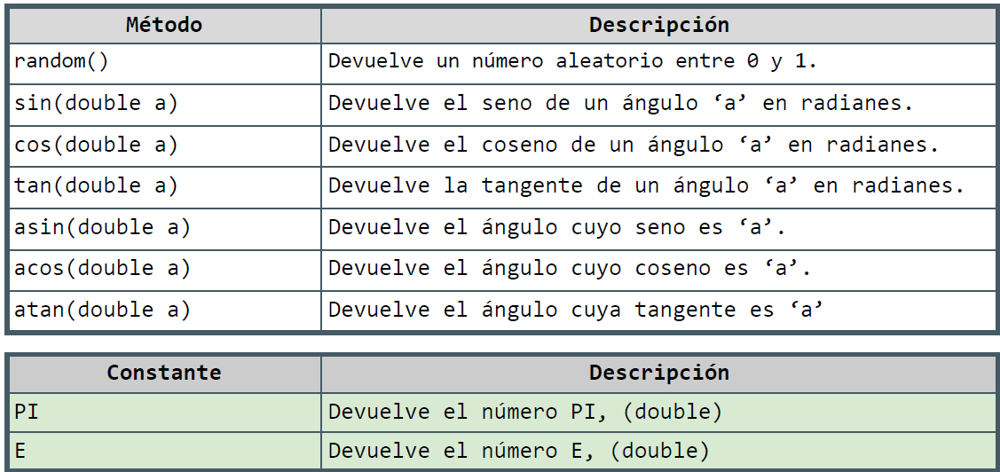 Método Descripción
random() Devuelve un número aleatorio entre 0 y 1.
sin(double a) Devuelve el seno de un ángulo ‘a’ en radianes.
cos(double a) Devuelve el coseno de un ángulo ‘a’ en radianes.
tan(double a) Devuelve la tangente de un ángulo ‘a’ en radianes.
asin(double a) Devuelve el ángulo cuyo seno es ‘a’.
acos(double a) Devuelve el ángulo cuyo coseno es ‘a’.
atan(double a) Devuelve el ángulo cuya tangente es ‘a’
Constante Descripción
PI Devuelve el número PI, (double)
E Devuelve el número E, (double)